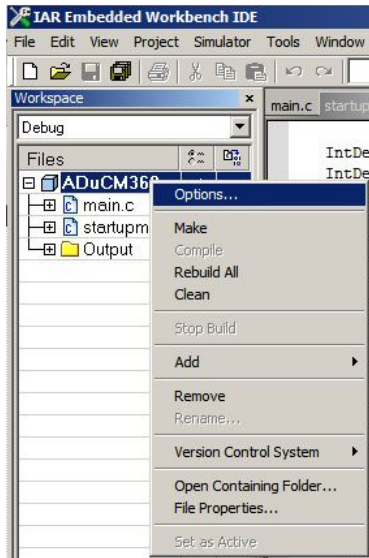 IAR Embedded Workbench IDE
File Edit View Project Simulator Tools Window
Workspace
main.c startup
Debug
Files
IntDe
IntDe
ADuCM360
Options...
main.c
Make
startupm
Compile
Output
Rebuild All
Clean
Stop Build
Add
Remove
Rename...
Version Control System
Open Containing Folder...
File Properties...
Set as Active